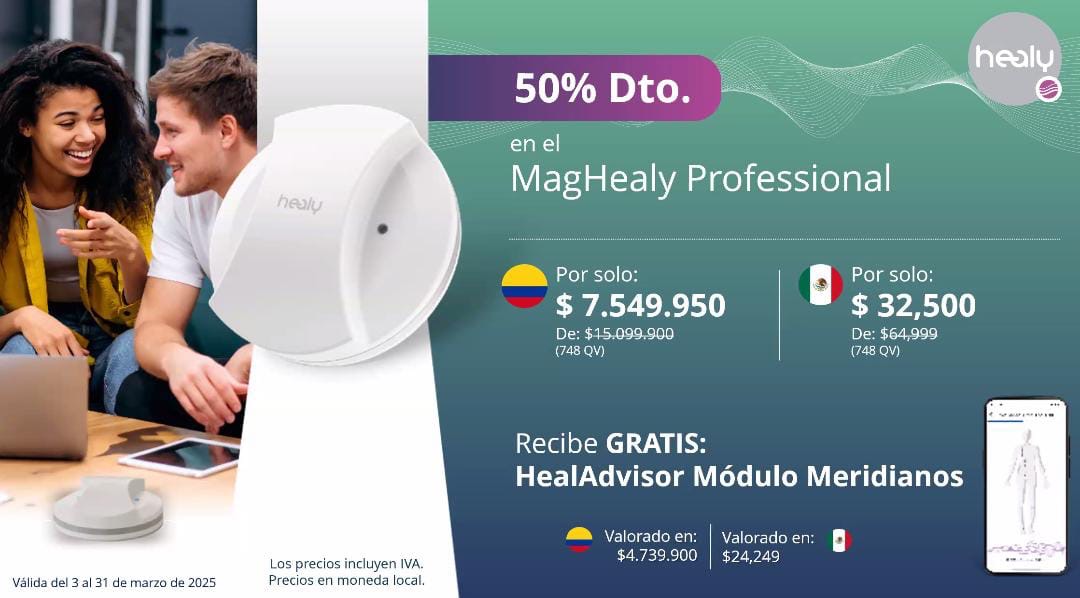 healy
50% Dto.
en el
MagHealy Professional
healy
Por solo:
$ 7.549.950
De: $15.099.900
(748 QV)
Por solo:
$ 32,500
De: $64,999
(748 QV)
Recibe GRATIS:
HealAdvisor Módulo Meridianos
Valorado en:
$4.739.900
Valorado en:
$24,249
Los precios incluyen IVA.
Precios en moneda local.
Válida del 3 al 31 de marzo de 2025